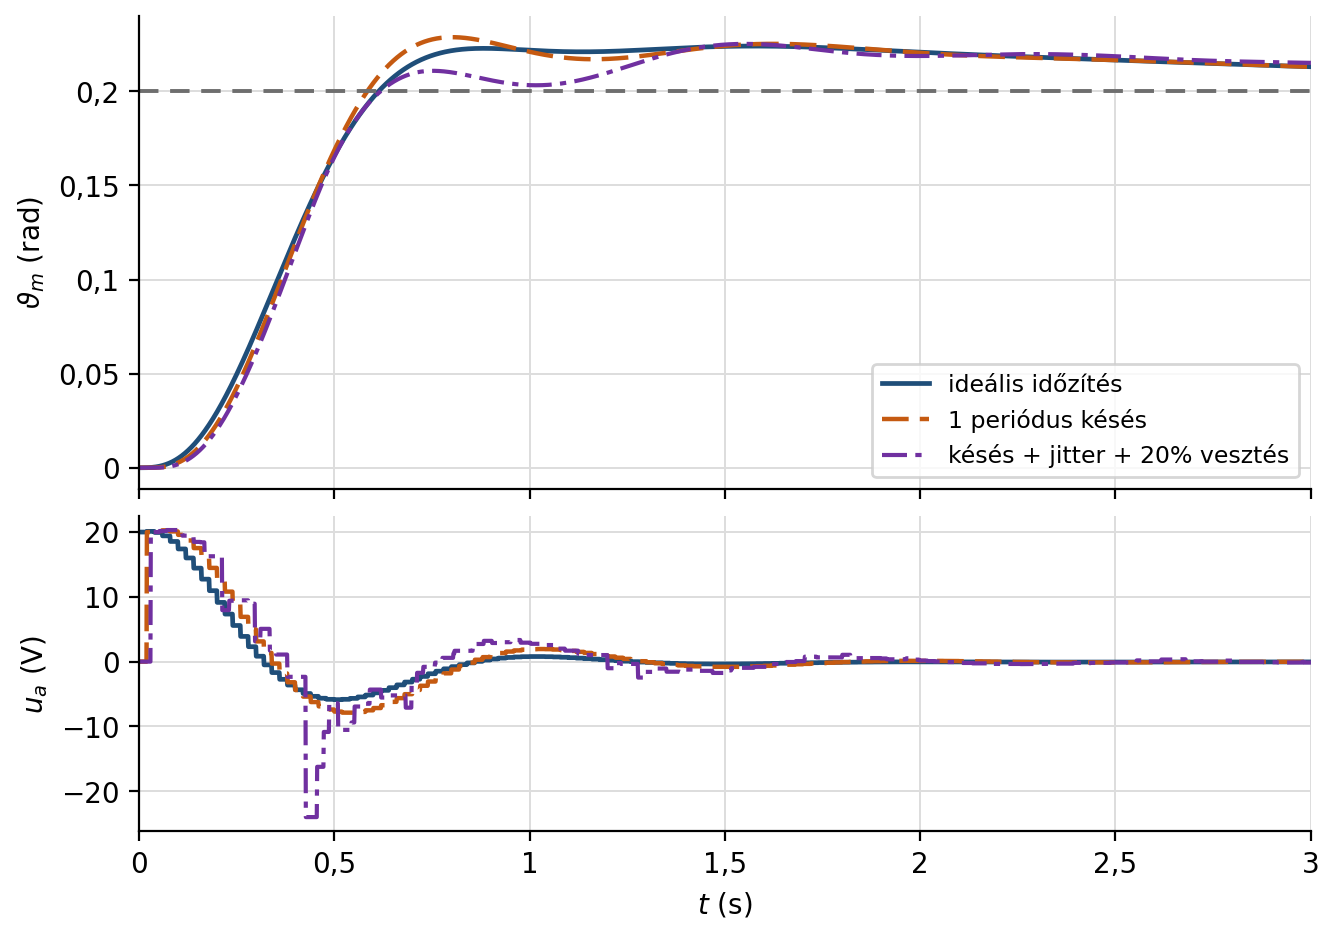 0,2
0,15
0,1
0,05
0
ϑm (rad)
ideális időzítés
1 periódus késés
késés + jitter + 20% vesztés
20
10
0
−10
−20
ua (V)
0 0,5 1 1,5 2 2,5 3
t (s)